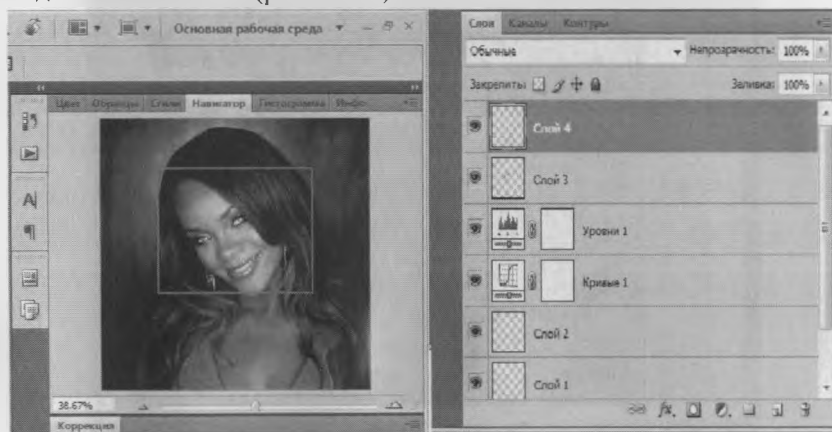 Основная рабочая среда
Цвет Образцы Стили Навигатор Гистограмма Инфо
38.67%
Коррекция
Слои Каналы Контуры
Обычные Непрозрачность: 100%
Закрепить: Заливка: 100%
Слой 4
Слой 3
Уровни 1
Кривые 1
Слой 2
Слой 1
fx.